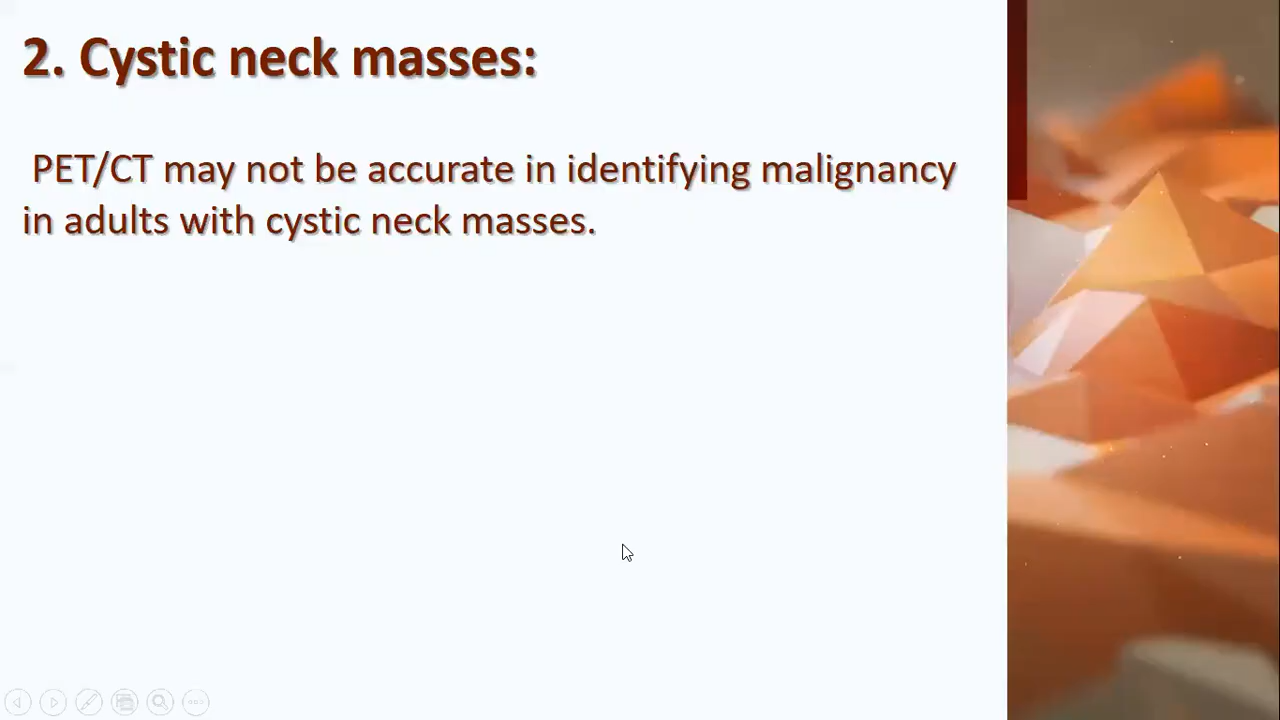 2. Cystic neck masses:
PET/CT may not be accurate in identifying malignancy
in adults with cystic neck masses.